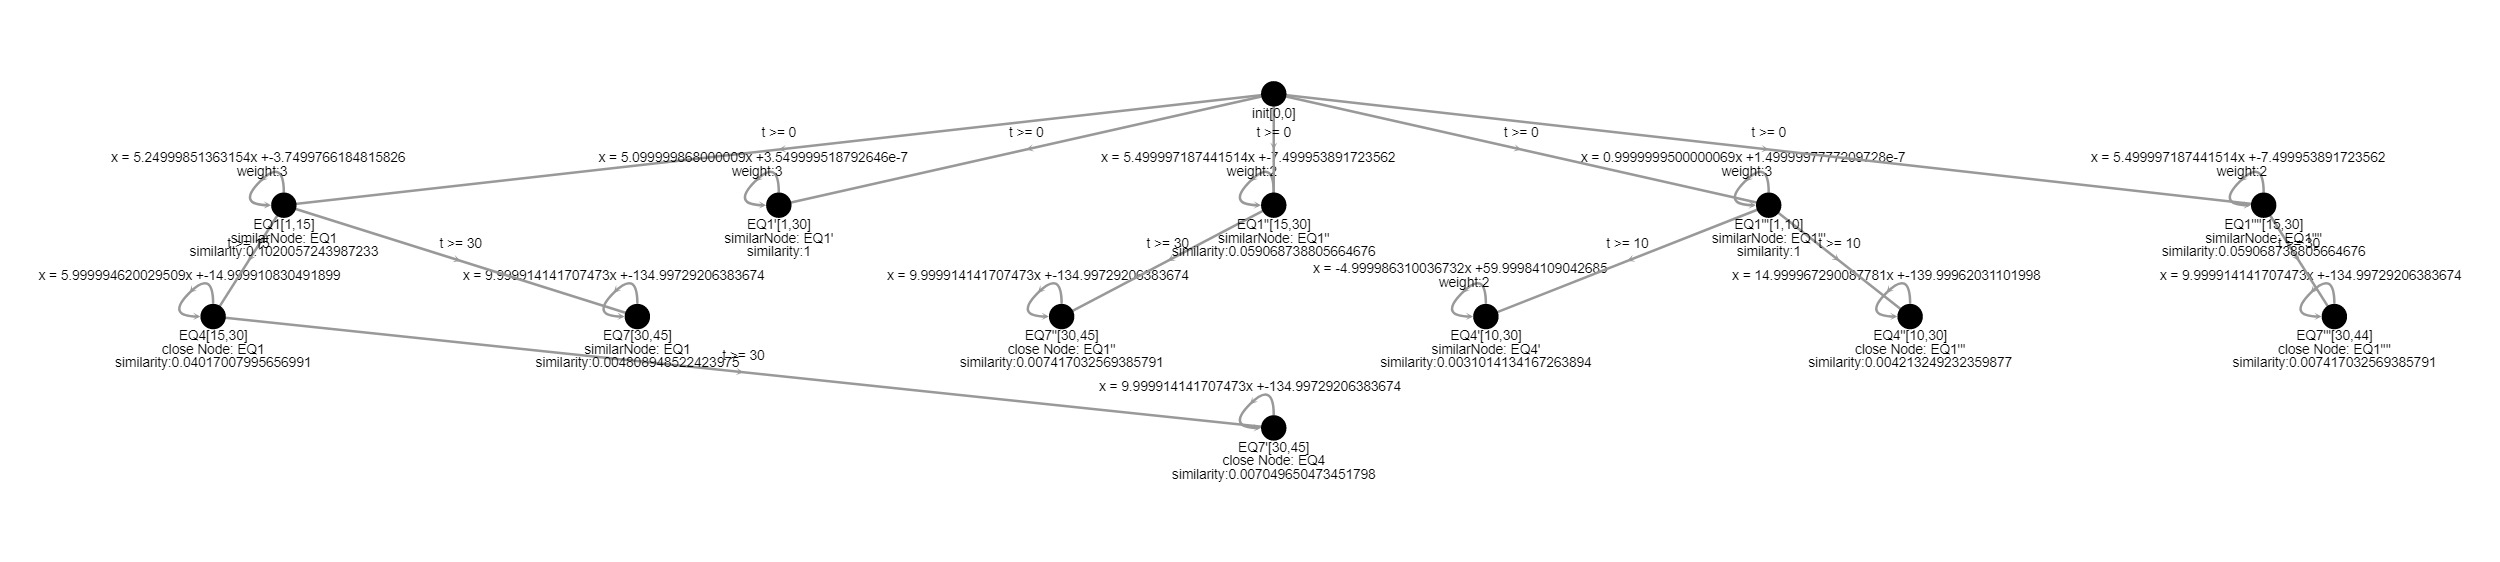 init[0,0]
t >= 0
t >= 0
t >= 0
t >= 0
t >= 0
x = 5.24999851363154x +-3.7499766184815826
weight:3
x = 5.099999868000009x +3.549999518792646e-7
weight:3
x = 5.499997187441514x +-7.499953891723562
weight:2
x = 0.9999999500000069x +1.4999997777209728e-7
weight:3
x = 5.499997187441514x +-7.499953891723562
weight:2
EQ1[1,15]
similarNode: EQ1
similarity:0.1020057243987233
EQ1'[1,30]
similarNode: EQ1'
similarity:1
EQ1''[15,30]
similarNode: EQ1''
similarity:0.059068738805664676
EQ1'''[1,10]
similarNode: EQ1'''
similarity:1
EQ1''''[15,30]
similarNode: EQ1''''
similarity:0.059068738805664676
t >= 15
t >= 30
t >= 30
t >= 10
t >= 10
t >= 30
x = 5.999994620029509x +-14.999910830491899
x = 9.999914141707473x +-134.99729206383674
x = 9.999914141707473x +-134.99729206383674
x = -4.999986310036732x +59.99984109042685
weight:2
x = 14.999967290087781x +-139.99962031101998
x = 9.999914141707473x +-134.99729206383674
EQ4[15,30]
close Node: EQ1
similarity:0.04017007995656991
EQ7[30,45]
similarNode: EQ1
similarity:0.0048089485222423975
EQ7''[30,45]
close Node: EQ1''
similarity:0.007417032569385791
EQ4'[10,30]
similarNode: EQ4'
similarity:0.0031014134167263894
EQ4''[10,30]
close Node: EQ1'''
similarity:0.004213249232359877
EQ7'''[30,44]
close Node: EQ1''''
similarity:0.007417032569385791
t >= 30
x = 9.999914141707473x +-134.99729206383674
EQ7'[30,45]
close Node: EQ4
similarity:0.007049650473451798